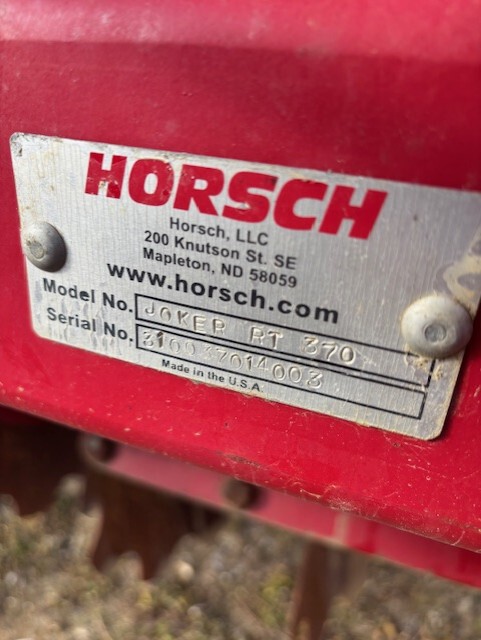 HORSCH
Horsch, LLC
200 Knutson St. SE
Mapleton, ND 58059
www.horsch.com
Model No. JOKER RT 370
Serial No. 310037014003
Made in the U.S.A.